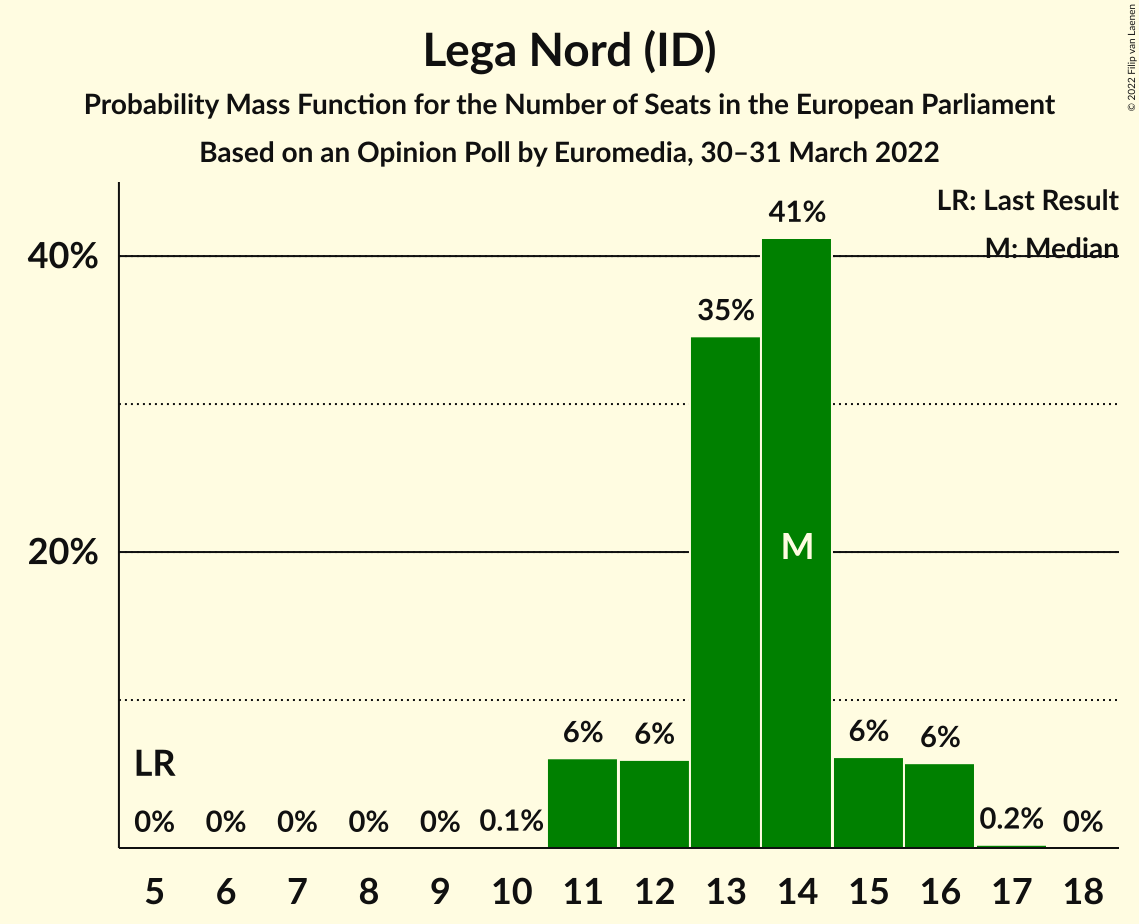 Lega Nord (ID)
Probability Mass Function for the Number of Seats in the European Parliament
Based on an Opinion Poll by Euromedia, 30–31 March 2022
© 2022 Filip van Laenen
LR: Last Result
M: Median
40%
20%
LR
0%
0%
0%
0%
0%
0.1%
6%
6%
35%
41%
M
6%
6%
0.2%
0%
5 6 7 8 9 10 11 12 13 14 15 16 17 18